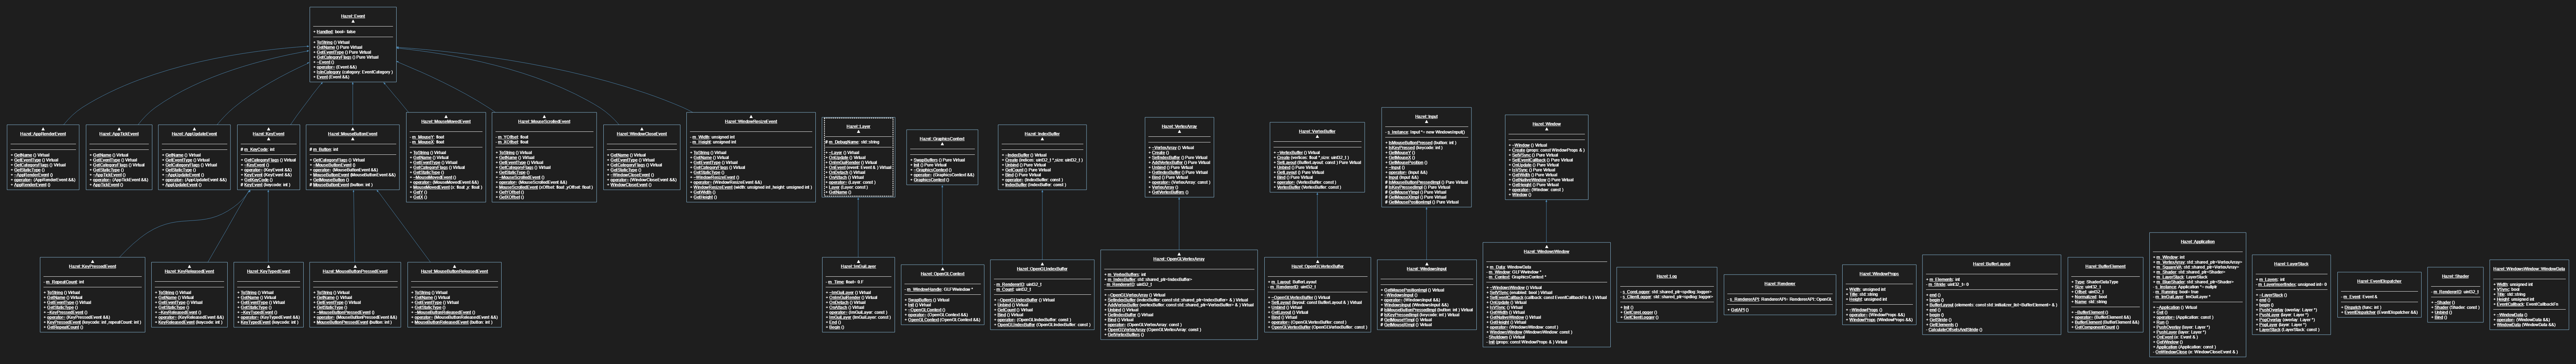 Hazel::Event
+ Handled: bool= false
+ ToString () Virtual
+ GetName () Pure Virtual
+ GetEventType () Pure Virtual
+ GetCategoryFlags () Pure Virtual
+ ~Event ()
+ operator= (Event &&)
+ IsInCategory (category: EventCategory )
+ Event (Event &&)
Hazel::AppRenderEvent
+ GetName () Virtual
+ GetEventType () Virtual
+ GetCategoryFlags () Virtual
+ GetStaticType ()
+ ~AppRenderEvent ()
+ operator= (AppRenderEvent &&)
+ AppRenderEvent ()
Hazel::AppTickEvent
+ GetName () Virtual
+ GetEventType () Virtual
+ GetCategoryFlags () Virtual
+ GetStaticType ()
+ ~AppTickEvent ()
+ operator= (AppTickEvent &&)
+ AppTickEvent ()
Hazel::AppUpdateEvent
+ GetName () Virtual
+ GetEventType () Virtual
+ GetCategoryFlags () Virtual
+ GetStaticType ()
+ ~AppUpdateEvent ()
+ operator= (AppUpdateEvent &&)
+ AppUpdateEvent ()
Hazel::KeyEvent
# m_KeyCode: int
+ GetCategoryFlags () Virtual
+ ~KeyEvent ()
+ operator= (KeyEvent &&)
+ KeyEvent (KeyEvent &&)
+ GetKeyCode ()
# KeyEvent (keycode: int )
Hazel::MouseButtonEvent
# m_Button: int
+ GetCategoryFlags () Virtual
+ ~MouseButtonEvent ()
+ operator= (MouseButtonEvent &&)
+ MouseButtonEvent (MouseButtonEvent &&)
+ GetMouseButton ()
# MouseButtonEvent (button: int )
Hazel::MouseMovedEvent
- m_MouseY: float
- m_MouseX: float
+ ToString () Virtual
+ GetName () Virtual
+ GetEventType () Virtual
+ GetCategoryFlags () Virtual
+ GetStaticType ()
+ ~MouseMovedEvent ()
+ operator= (MouseMovedEvent &&)
+ MouseMovedEvent (x: float ,y: float )
+ GetY ()
+ GetX ()
Hazel::MouseScrolledEvent
- m_YOffset: float
- m_XOffset: float
+ ToString () Virtual
+ GetName () Virtual
+ GetEventType () Virtual
+ GetCategoryFlags () Virtual
+ GetStaticType ()
+ ~MouseScrolledEvent ()
+ operator= (MouseScrolledEvent &&)
+ MouseScrolledEvent (xOffset: float ,yOffset: float )
+ GetYOffset ()
+ GetXOffset ()
Hazel::WindowCloseEvent
+ GetName () Virtual
+ GetEventType () Virtual
+ GetCategoryFlags () Virtual
+ GetStaticType ()
+ ~WindowCloseEvent ()
+ operator= (WindowCloseEvent &&)
+ WindowCloseEvent ()
Hazel::WindowResizeEvent
- m_Width: unsigned int
- m_Height: unsigned int
+ ToString () Virtual
+ GetName () Virtual
+ GetEventType () Virtual
+ GetCategoryFlags () Virtual
+ GetStaticType ()
+ ~WindowResizeEvent ()
+ operator= (WindowResizeEvent &&)
+ WindowResizeEvent (width: unsigned int ,height: unsigned int )
+ GetWidth ()
+ GetHeight ()
Hazel::Layer
# m_DebugName: std::string
+ ~Layer () Virtual
+ OnUpdate () Virtual
+ OnImGuiRender () Virtual
+ OnEvent (event: Event & ) Virtual
+ OnDetach () Virtual
+ OnAttach () Virtual
+ operator= (Layer: const )
+ Layer (Layer: const )
+ GetName ()
Hazel::GraphicsContext
+ SwapBuffers () Pure Virtual
+ Init () Pure Virtual
+ ~GraphicsContext ()
+ operator= (GraphicsContext &&)
+ GraphicsContext ()
Hazel::IndexBuffer
+ ~IndexBuffer () Virtual
+ Create (indices: uint32_t * ,size: uint32_t )
+ Unbind () Pure Virtual
+ GetCount () Pure Virtual
+ Bind () Pure Virtual
+ operator= (IndexBuffer: const )
+ IndexBuffer (IndexBuffer: const )
Hazel::VertexArray
+ ~VertexArray () Virtual
+ Create ()
+ SetIndexBuffer () Pure Virtual
+ AddVertexBuffer () Pure Virtual
+ Unbind () Pure Virtual
+ GetIndexBuffer () Pure Virtual
+ Bind () Pure Virtual
+ operator= (VertexArray: const )
+ VertexArray ()
+ GetVertexBuffers ()
Hazel::VertexBuffer
+ ~VertexBuffer () Virtual
+ Create (vertices: float * ,size: uint32_t )
+ SetLayout (BufferLayout: const ) Pure Virtual
+ Unbind () Pure Virtual
+ GetLayout () Pure Virtual
+ Bind () Pure Virtual
+ operator= (VertexBuffer: const )
+ VertexBuffer (VertexBuffer: const )
Hazel::Input
- s_Instance: Input *= new WindowsInput()
+ IsMouseButtonPressed (button: int )
+ IsKeyPressed (keycode: int )
+ GetMouseY ()
+ GetMouseX ()
+ GetMousePosition ()
+ ~Input ()
+ operator= (Input &&)
+ Input (Input &&)
# IsMouseButtonPressedImpl () Pure Virtual
# IsKeyPressedImpl () Pure Virtual
# GetMouseYImpl () Pure Virtual
# GetMouseXImpl () Pure Virtual
# GetMousePositionImpl () Pure Virtual
Hazel::Window
+ ~Window () Virtual
+ Create (props: const WindowProps & )
+ SetVSync () Pure Virtual
+ SetEventCallback () Pure Virtual
+ OnUpdate () Pure Virtual
+ IsVSync () Pure Virtual
+ GetWidth () Pure Virtual
+ GetNativeWindow () Pure Virtual
+ GetHeight () Pure Virtual
+ operator= (Window: const )
+ Window ()
Hazel::KeyPressedEvent
- m_RepeatCount: int
+ ToString () Virtual
+ GetName () Virtual
+ GetEventType () Virtual
+ GetStaticType ()
+ ~KeyPressedEvent ()
+ operator= (KeyPressedEvent &&)
+ KeyPressedEvent (keycode: int ,repeatCount: int )
+ GetRepeatCount ()
Hazel::KeyReleasedEvent
+ ToString () Virtual
+ GetName () Virtual
+ GetEventType () Virtual
+ GetStaticType ()
+ ~KeyReleasedEvent ()
+ operator= (KeyReleasedEvent &&)
+ KeyReleasedEvent (keycode: int )
Hazel::KeyTypedEvent
+ ToString () Virtual
+ GetName () Virtual
+ GetEventType () Virtual
+ GetStaticType ()
+ ~KeyTypedEvent ()
+ operator= (KeyTypedEvent &&)
+ KeyTypedEvent (keycode: int )
Hazel::MouseButtonPressedEvent
+ ToString () Virtual
+ GetName () Virtual
+ GetEventType () Virtual
+ GetStaticType ()
+ ~MouseButtonPressedEvent ()
+ operator= (MouseButtonPressedEvent &&)
+ MouseButtonPressedEvent (button: int )
Hazel::MouseButtonReleasedEvent
+ ToString () Virtual
+ GetName () Virtual
+ GetEventType () Virtual
+ GetStaticType ()
+ ~MouseButtonReleasedEvent ()
+ operator= (MouseButtonReleasedEvent &&)
+ MouseButtonReleasedEvent (button: int )
Hazel::ImGuiLayer
- m_Time: float= 0.f
+ ~ImGuiLayer () Virtual
+ OnImGuiRender () Virtual
+ OnDetach () Virtual
+ OnAttach () Virtual
+ operator= (ImGuiLayer: const )
+ ImGuiLayer (ImGuiLayer: const )
+ End ()
+ Begin ()
Hazel::OpenGLContext
- m_WindowHandle: GLFWwindow *
+ SwapBuffers () Virtual
+ Init () Virtual
+ ~OpenGLContext ()
+ operator= (OpenGLContext &&)
+ OpenGLContext (OpenGLContext &&)
Hazel::OpenGLIndexBuffer
- m_RendererID: uint32_t
- m_Count: uint32_t
+ ~OpenGLIndexBuffer () Virtual
+ Unbind () Virtual
+ GetCount () Virtual
+ Bind () Virtual
+ operator= (OpenGLIndexBuffer: const )
+ OpenGLIndexBuffer (OpenGLIndexBuffer: const )
Hazel::OpenGLVertexArray
- m_VertexBuffers: int
- m_IndexBuffer: std::shared_ptr<IndexBuffer>
- m_RendererID: uint32_t
+ ~OpenGLVertexArray () Virtual
+ SetIndexBuffer (indexBuffer: const std::shared_ptr<IndexBuffer> & ) Virtual
+ AddVertexBuffer (vertexBuffer: const std::shared_ptr<VertexBuffer> & ) Virtual
+ Unbind () Virtual
+ GetIndexBuffer () Virtual
+ Bind () Virtual
+ operator= (OpenGLVertexArray: const )
+ OpenGLVertexArray (OpenGLVertexArray: const )
+ GetVertexBuffers ()
Hazel::OpenGLVertexBuffer
- m_Layout: BufferLayout
- m_RendererID: uint32_t
+ ~OpenGLVertexBuffer () Virtual
+ SetLayout (layout: const BufferLayout & ) Virtual
+ Unbind () Virtual
+ GetLayout () Virtual
+ Bind () Virtual
+ operator= (OpenGLVertexBuffer: const )
+ OpenGLVertexBuffer (OpenGLVertexBuffer: const )
Hazel::WindowsInput
+ GetMousePositionImpl () Virtual
+ ~WindowsInput ()
+ operator= (WindowsInput &&)
+ WindowsInput (WindowsInput &&)
# IsMouseButtonPressedImpl (button: int ) Virtual
# IsKeyPressedImpl (keycode: int ) Virtual
# GetMouseYImpl () Virtual
# GetMouseXImpl () Virtual
Hazel::WindowsWindow
+ m_Data: WindowData
- m_Window: GLFWwindow *
- m_Context: GraphicsContext *
+ ~WindowsWindow () Virtual
+ SetVSync (enabled: bool ) Virtual
+ SetEventCallback (callback: const EventCallbackFn & ) Virtual
+ OnUpdate () Virtual
+ IsVSync () Virtual
+ GetWidth () Virtual
+ GetNativeWindow () Virtual
+ GetHeight () Virtual
+ operator= (WindowsWindow: const )
+ WindowsWindow (WindowsWindow: const )
- Shutdown () Virtual
- Init (props: const WindowProps & ) Virtual
Hazel::Log
- s_CoreLogger: std::shared_ptr<spdlog::logger>
- s_ClientLogger: std::shared_ptr<spdlog::logger>
+ Init ()
+ GetCoreLogger ()
+ GetClientLogger ()
Hazel::Renderer
- s_RendererAPI: RendererAPI= RendererAPI::OpenGL
+ GetAPI ()
Hazel::WindowProps
+ Width: unsigned int
+ Title: std::string
+ Height: unsigned int
+ ~WindowProps ()
+ operator= (WindowProps &&)
+ WindowProps (WindowProps &&)
Hazel::BufferLayout
- m_Elements: int
- m_Stride: uint32_t= 0
+ end ()
+ begin ()
+ BufferLayout (elements: const std::initializer_list<BufferElement> & )
+ end ()
+ begin ()
+ GetStride ()
+ GetElements ()
- CalculateOffsetsAndStride ()
Hazel::BufferElement
+ Type: ShaderDataType
+ Size: uint32_t
+ Offset: uint32_t
+ Normalized: bool
+ Name: std::string
+ ~BufferElement ()
+ operator= (BufferElement &&)
+ BufferElement (BufferElement &&)
+ GetComponentCount ()
Hazel::Application
- m_Window: int
- m_VertexArray: std::shared_ptr<VertexArray>
- m_SquareVA: std::shared_ptr<VertexArray>
- m_Shader: std::shared_ptr<Shader>
- m_BlueShader: std::shared_ptr<Shader>
- s_Instance: Application *= nullptr
- m_Running: bool= true
- m_ImGuiLayer: ImGuiLayer *
+ ~Application () Virtual
+ Get ()
+ operator= (Application: const )
+ Run ()
+ PushOverlay (layer: Layer * )
+ PushLayer (layer: Layer * )
+ OnEvent (e: Event & )
+ GetWindow ()
+ Application (Application: const )
- OnWindowClose (e: WindowCloseEvent & )
Hazel::LayerStack
- m_Layers: int
- m_LayerInsertIndex: unsigned int= 0
+ ~LayerStack ()
+ end ()
+ begin ()
+ PushOverlay (overlay: Layer * )
+ PushLayer (layer: Layer * )
+ PopOverlay (overlay: Layer * )
+ PopLayer (layer: Layer * )
+ LayerStack (LayerStack: const )
Hazel::EventDispatcher
- m_Event: Event &
+ Dispatch (func: int )
+ EventDispatcher (EventDispatcher &&)
Hazel::Shader
- m_RendererID: uint32_t
+ ~Shader ()
+ Shader (Shader: const )
+ Unbind ()
+ Bind ()
Hazel::WindowsWindow::WindowData
+ Width: unsigned int
+ VSync: bool
+ Title: std::string
+ Height: unsigned int
+ EventCallback: EventCallbackFn
+ ~WindowData ()
+ operator= (WindowData &&)
+ WindowData (WindowData &&)